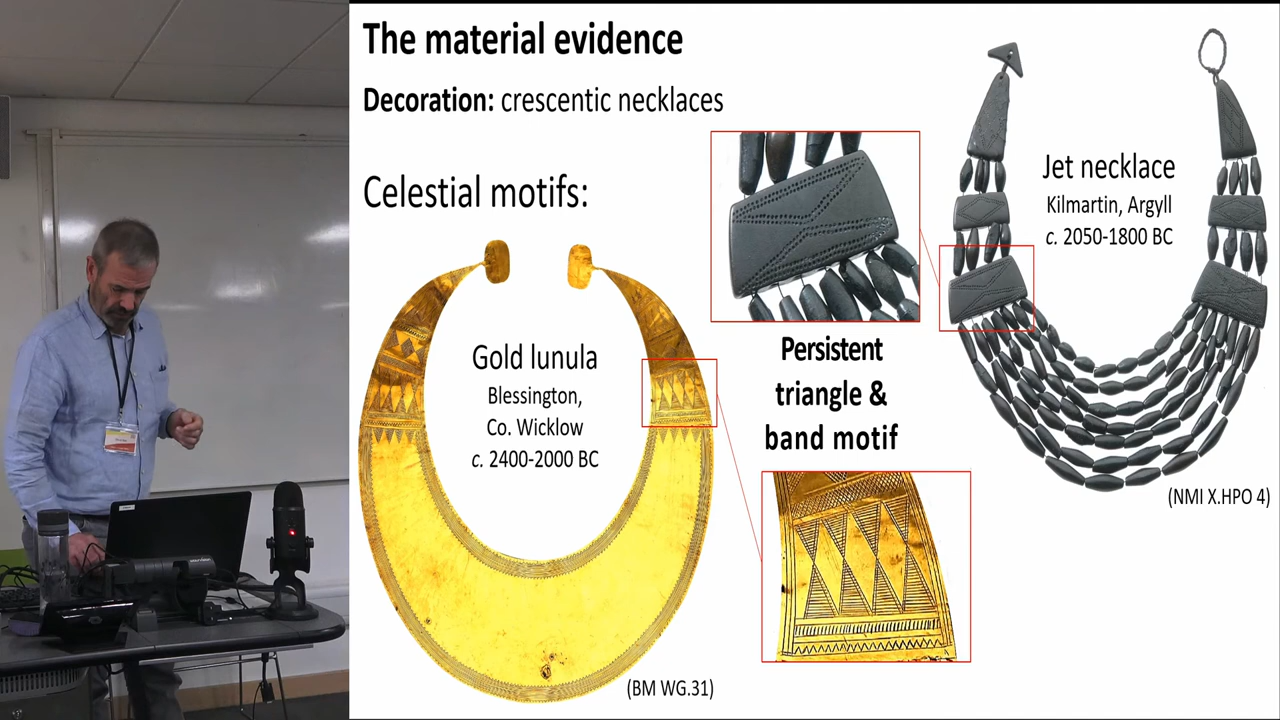 The material evidence
Decoration: crescentic necklaces
Celestial motifs:
Gold lunula
Blessington,
Co. Wicklow
c. 2400-2000 BC
(BM WG.31)
Persistent
triangle &
band motif
Jet necklace
Kilmartin, Argyll
c. 2050-1800 BC
(NMI X.HPO 4)